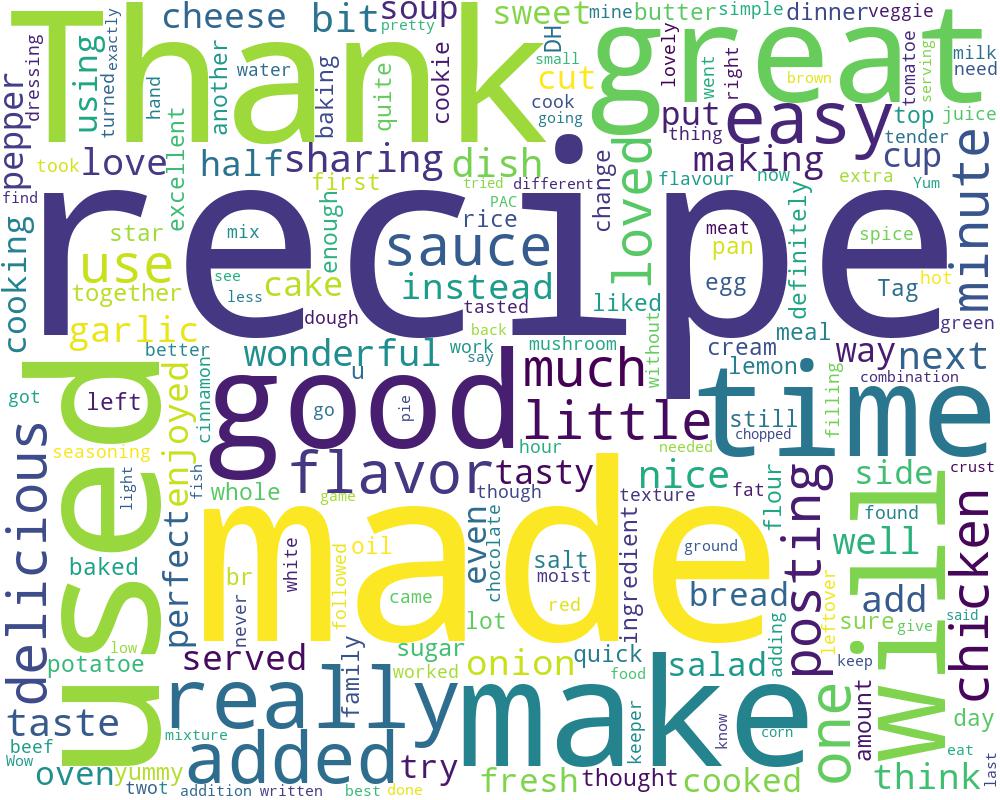 Thank
great
recipe
made
good
used
time
make
will
really
easy
little
much
added
flavor
sauce
chicken
delicious
minute
one
posting
loved
use
love
garlic
wonderful
perfect
enjoyed
cooking
pepper
dressing
using
turned
exactly
hand
another
cheese
water
baking
bit
quite
soup
pretty
cookie
DH
sweet
small
cut
cook
going
mine
butter
simple
dinner
veggie
lovely
went
right
brown
tomatoe
serving
milk
need
put
thing
top
juice
tender
making
cup
took
find
excellent
half
sharing
first
dish
tried
different
change
flavour
now
extra
Yum
PAC
rice
star
mix
enough
together
see
less
cake
instead
tasted
dough
liked
meat
pan
egg
definitely
spice
Tag
hot
green
back
better
work
say
u
mushroom
without
cream
meal
way
next
lemon
combination
got
left
cinnamon
go
pie
still
chopped
filling
seasoning
fish
light
hour
needed
tasty
nice
whole
game
though
texture
fat
flour
side
crust
found
well
even
chocolate
ingredient
oil
white
br
followed
never
salt
moist
red
ground
baked
came
lot
bread
add
leftover
sure
give
said
low
potatoe
served
sugar
worked
onion
quick
food
salad
adding
keep
family
taste
beef
Wow
mixture
try
keeper
know
corn
amount
day
eat
last
oven
yummy
twot
addition
written
best
done
fresh
thought
cooked
think